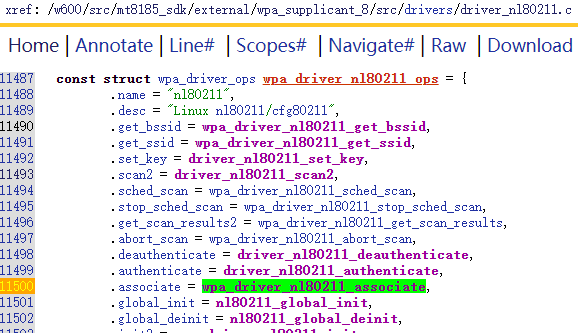 xref: /w600/src/mt8185_sdk/external/wpa_supplicant_8/src/drivers/driver_nl80211.c
Home | Annotate | Line# | Scopes# | Navigate# | Raw | Download
11487 const struct wpa_driver_ops wpa_driver_nl80211_ops = {
11488 .name = "nl80211",
11489 .desc = "Linux nl80211/cfg80211",
11490 .get_bssid = wpa_driver_nl80211_get_bssid,
11491 .get_ssid = wpa_driver_nl80211_get_ssid,
11492 .set_key = driver_nl80211_set_key,
11493 .scan2 = driver_nl80211_scan2,
11494 .sched_scan = wpa_driver_nl80211_sched_scan,
11495 .stop_sched_scan = wpa_driver_nl80211_stop_sched_scan,
11496 .get_scan_results2 = wpa_driver_nl80211_get_scan_results,
11497 .abort_scan = wpa_driver_nl80211_abort_scan,
11498 .deauthenticate = driver_nl80211_deauthenticate,
11499 .authenticate = driver_nl80211_authenticate,
11500 .associate = wpa_driver_nl80211_associate,
11501 .global_init = nl80211_global_init,
11502 .global_deinit = nl80211_global_deinit,